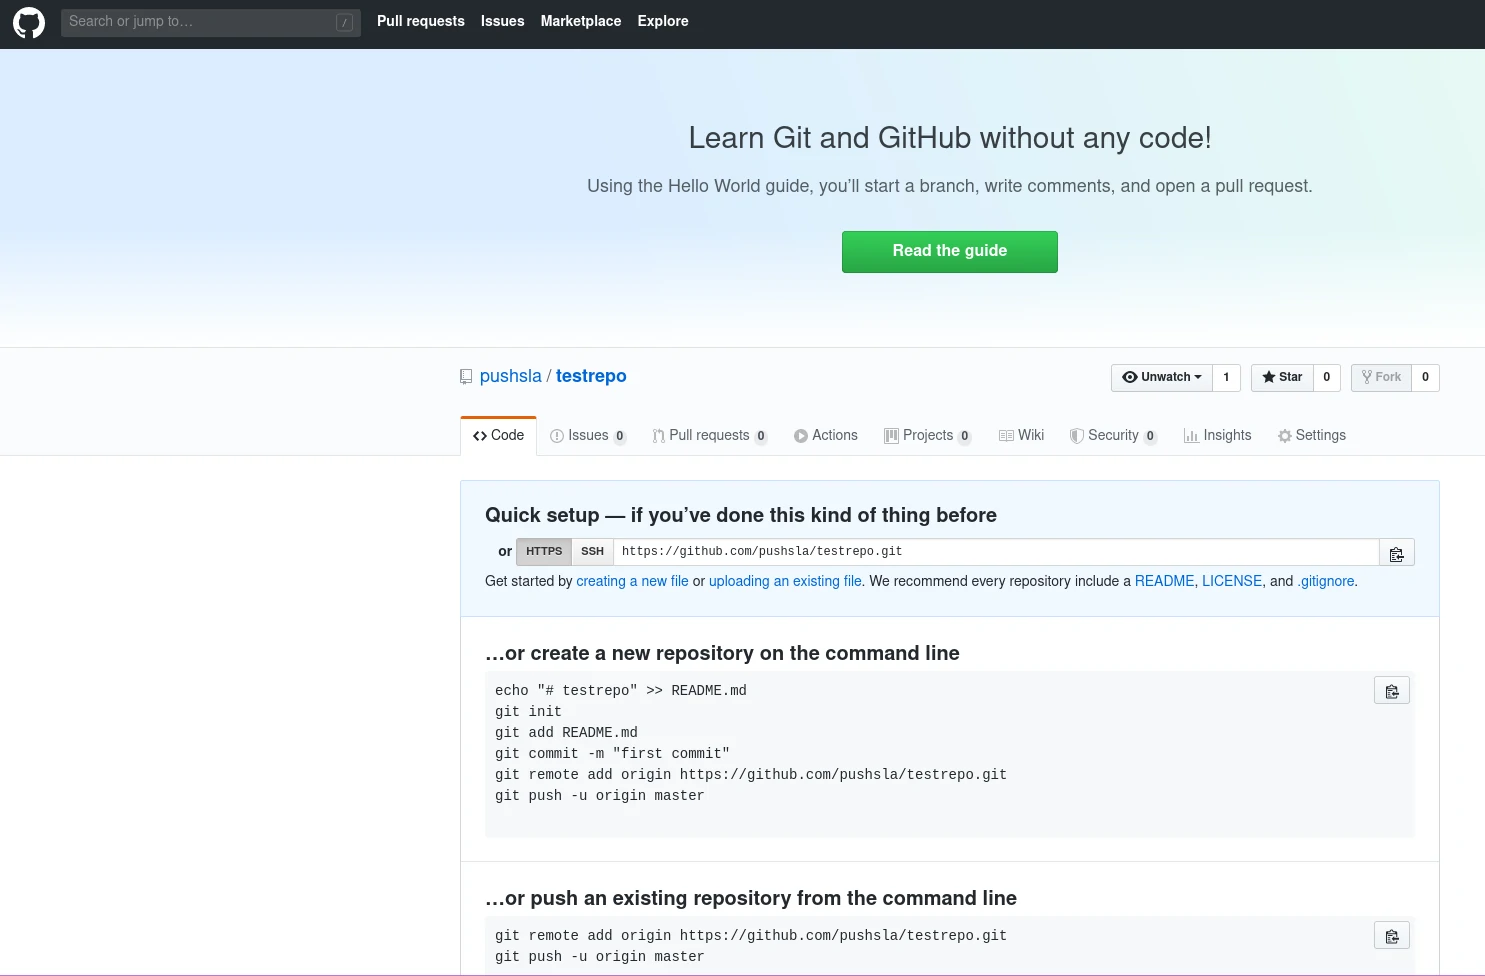 Search or jump to… /
Pull requests Issues Marketplace Explore
Learn Git and GitHub without any code!
Using the Hello World guide, you’ll start a branch, write comments, and open a pull request.
Read the guide
pushsla / testrepo
Unwatch 1 Star 0 Fork 0
Code Issues 0 Pull requests 0 Actions Projects 0 Wiki Security 0 Insights Settings
Quick setup — if you’ve done this kind of thing before
or HTTPS SSH https://github.com/pushsla/testrepo.git
Get started by creating a new file or uploading an existing file. We recommend every repository include a README, LICENSE, and .gitignore.
…or create a new repository on the command line
echo "# testrepo" >> README.md
git init
git add README.md
git commit -m "first commit"
git remote add origin https://github.com/pushsla/testrepo.git
git push -u origin master
…or push an existing repository from the command line
git remote add origin https://github.com/pushsla/testrepo.git
git push -u origin master